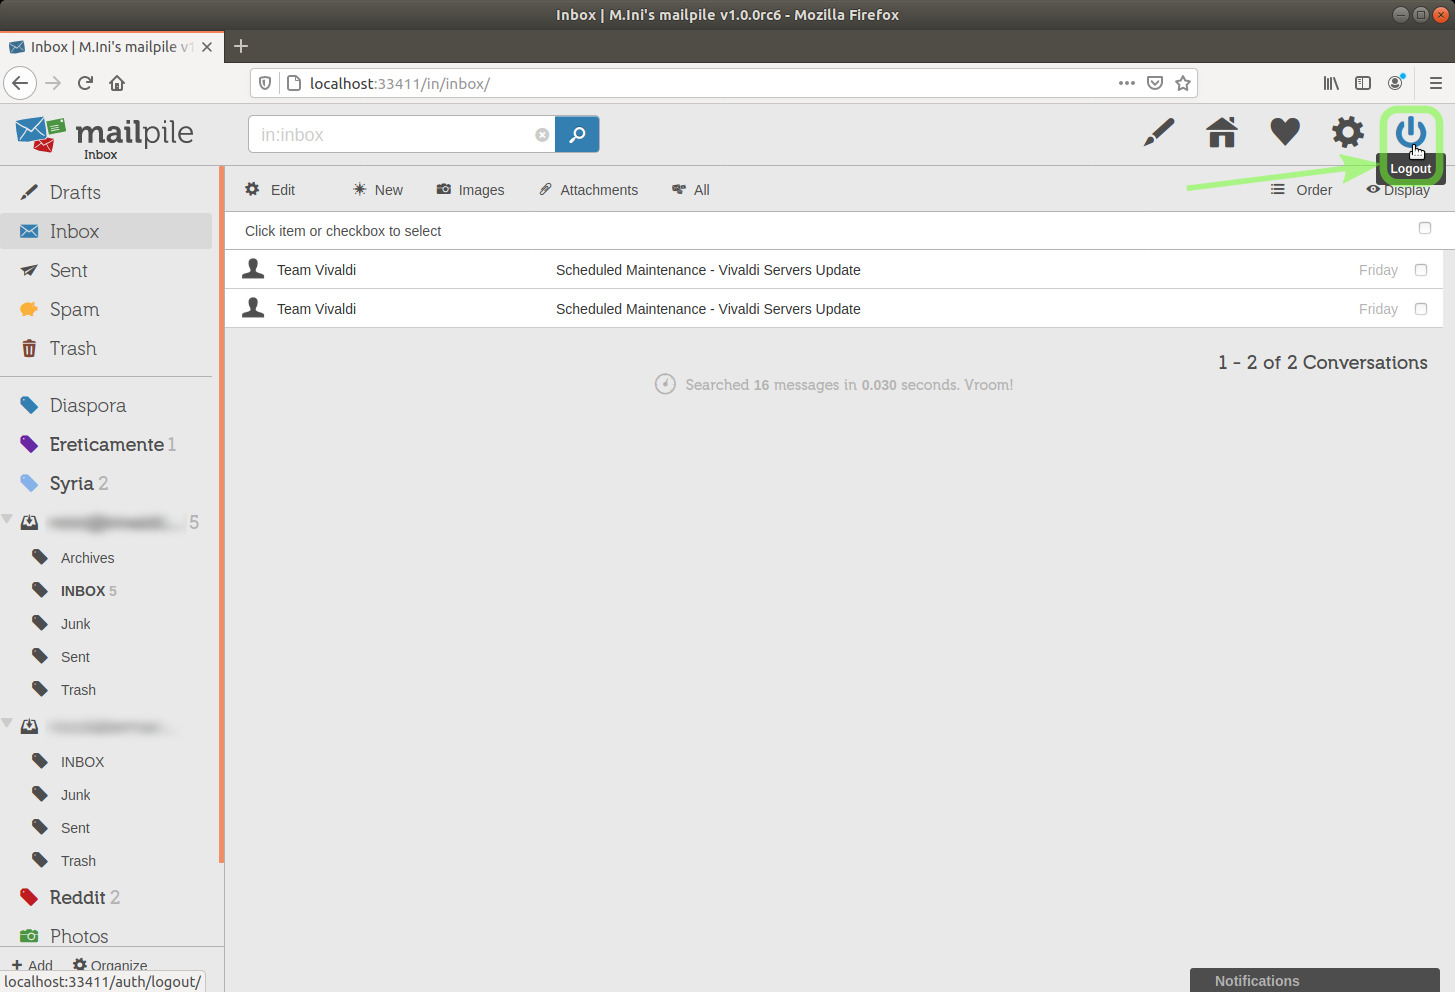 Inbox | M.Ini's mailpile v1.0.0rc6 - Mozilla Firefox
Inbox | M.Ini's mailpile v1
localhost:33411/in/inbox/
mailpile
Inbox
in:inbox
Logout
Drafts
Inbox
Sent
Spam
Trash
Diaspora
Ereticamente 1
Syria 2
5
Archives
INBOX 5
Junk
Sent
Trash
INBOX
Junk
Sent
Trash
Reddit 2
Photos
Add Organize
localhost:33411/auth/logout/
Edit New Images Attachments All Order Display
Click item or checkbox to select
Team Vivaldi Scheduled Maintenance - Vivaldi Servers Update Friday
Team Vivaldi Scheduled Maintenance - Vivaldi Servers Update Friday
1 - 2 of 2 Conversations
Searched 16 messages in 0.030 seconds. Vroom!
Notifications